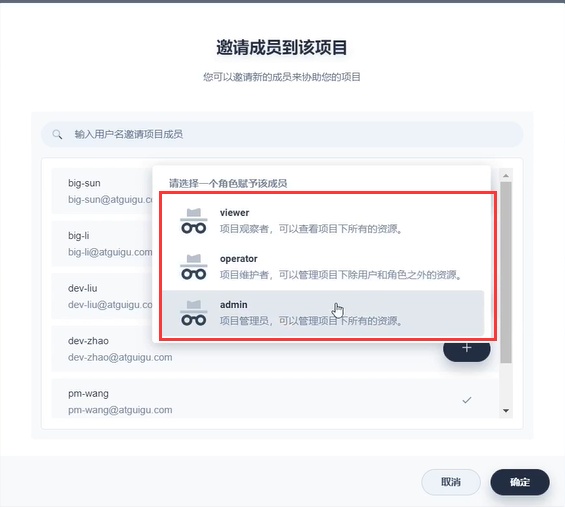 邀请成员到该项目
您可以邀请新的成员来协助您的项目
输入用户名邀请项目成员
big-sun
big-sun@atguigu.co
big-li
big-li@atguigu.com
dev-liu
dev-liu@atguigu.co
dev-zhao
dev-zhao@atguigu.com
pm-wang
pm-wang@atguigu.com
请选择一个角色赋予该成员
viewer
项目观察者，可以查看项目下所有的资源。
operator
项目维护者，可以管理项目下除用户和角色之外的资源。
admin
项目管理员，可以管理项目下所有的资源。
取消
确定